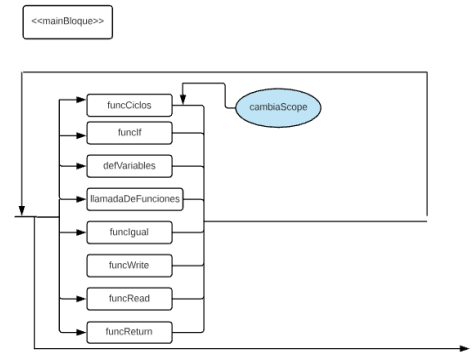 <<mainBloque>>
funcCiclos
cambiaScope
funcIf
defVariables
llamadaDeFunciones
funcIgual
funcWrite
funcRead
funcReturn